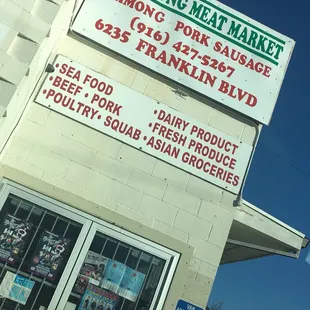 NG MEAT MARKET
HMONG PORK SAUSAGE
(916) 427-5267
6235 FRANKLIN BLVD
• SEA FOOD
• BEEF • PORK
• POULTRY • SQUAB
• DAIRY PRODUCT
• FRESH PRODUCE
• ASIAN GROCERIES